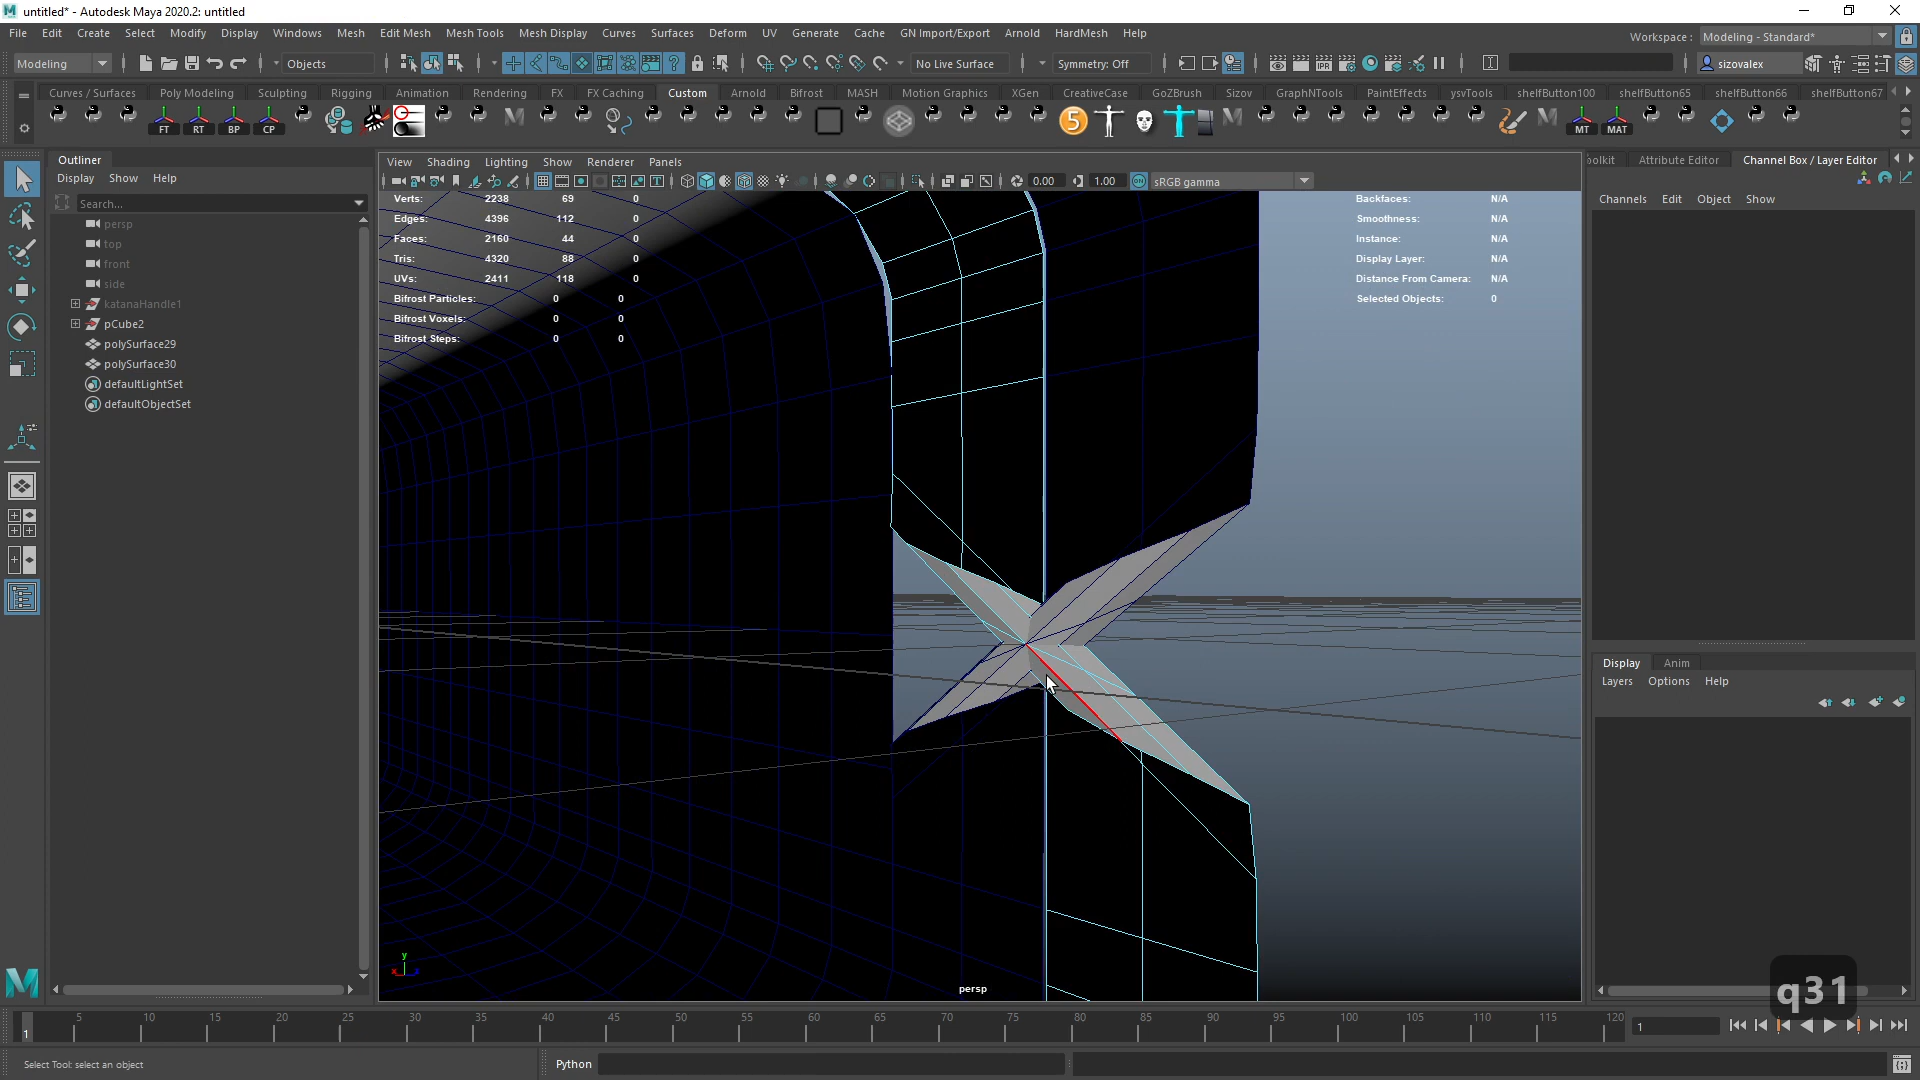 untitled* - Autodesk Maya 2020.2: untitled
File Edit Create Select Modify Display Windows Mesh Edit Mesh Mesh Tools Mesh Display Curves Surfaces Deform UV Generate Cache GN Import/Export Arnold HardMesh Help
Workspace : Modeling - Standard*
Modeling Objects No Live Surface Symmetry: Off sizovalex
Curves / Surfaces Poly Modeling Sculpting Rigging Animation Rendering FX FX Caching Custom Arnold Bifrost MASH Motion Graphics XGen CreativeCase GoZBrush Sizov GraphNTools PaintEffects ysvTools shelfButton100 shelfButton65 shelfButton66 shelfButton67
FT RT BP CP MT MAT
Outliner
Display Show Help
Search...
persp
top
front
side
katanaHandle1
pCube2
polySurface29
polySurface30
defaultLightSet
defaultObjectSet
View Shading Lighting Show Renderer Panels
0.00 1.00 ON sRGB gamma
Verts: 2238 69 0
Edges: 4396 112 0
Faces: 2160 44 0
Tris: 4320 88 0
UVs: 2411 118 0
Bifrost Particles: 0 0
Bifrost Voxels: 0 0
Bifrost Steps: 0 0
Backfaces: N/A
Smoothness: N/A
Instance: N/A
Display Layer: N/A
Distance From Camera: N/A
Selected Objects: 0
y
persp
oolkit Attribute Editor Channel Box / Layer Editor
Channels Edit Object Show
Display Anim
Layers Options Help
q31
1 5 10 15 20 25 30 35 40 45 50 55 60 65 70 75 80 85 90 95 100 105 110 115 120
1
Select Tool: select an object
Python